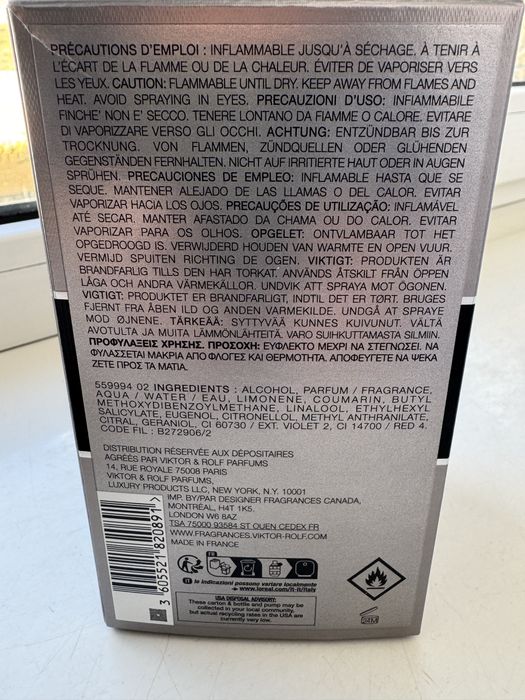 PRÉCAUTIONS D'EMPLOI : INFLAMMABLE JUSQU'À SÉCHAGE. À TENIR À
L'ÉCART DE LA FLAMME OU DE LA CHALEUR. ÉVITER DE VAPORISER VERS
LES YEUX. CAUTION: FLAMMABLE UNTIL DRY. KEEP AWAY FROM FLAMES AND
HEAT. AVOID SPRAYING IN EYES. PRECAUZIONI D'USO: INFIAMMABILE
FINCHE' NON E' SECCO. TENERE LONTANO DA FIAMME O CALORE. EVITARE
DI VAPORIZZARE VERSO GLI OCCHI. ACHTUNG: ENTZÜNDBAR BIS ZUR
TROCKNUNG. VON FLAMMEN, ZÜNDQUELLEN ODER GLÜHENDEN
GEGENSTÄNDEN FERNHALTEN. NICHT AUF IRRITIERTE HAUT ODER IN AUGEN
SPRÜHEN. PRECAUCIONES DE EMPLEO: INFLAMABLE HASTA QUE SE
SEQUE. MANTENER ALEJADO DE LAS LLAMAS O DEL CALOR. EVITAR
VAPORIZAR HACIA LOS OJOS. PRECAUÇÕES DE UTILIZAÇÃO: INFLAMÁVEL
ATÉ SECAR. MANTER AFASTADO DA CHAMA OU DO CALOR. EVITAR
VAPORIZAR PARA OS OLHOS. OPGELET: ONTVLAMBAAR TOT HET
OPGEDROOGD IS. VERWIJDERD HOUDEN VAN WARMTE EN OPEN VUUR.
VERMIJD SPUITEN RICHTING DE OGEN. VIKTIGT: PRODUKTEN ÄR
BRANDFARLIG TILLS DEN HAR TORKAT. ANVÄNDS ÅTSKILT FRÅN ÖPPEN
LÅGA OCH ANDRA VÄRMEKÄLLOR. UNDVIK ATT SPRAYA MOT ÖGONEN.
VIGTIGT: PRODUKTET ER BRANDFARLIGT, INDTIL DET ER TØRT. BRUGES
FJERNT FRA ÅBEN ILD OG ANDEN VARMEKILDE. UNDGÅ AT SPRAYE
MOD ØJNENE. TÄRKEÄÄ: SYTTYVÄÄ KUNNES KUIVUNUT. VÄLTÄ
AVOTULTA JA MUITA LÄMMÖNLÄHTEITÄ. VARO SUIHKUTTAMASTA SILMIIN.
ΠΡΟΦΥΛΑΞΕΙΣ ΧΡΗΣΗΣ. ΠΡΟΣΟΧΗ: ΕΥΦΛΕΚΤΟ ΜΕΧΡΙ ΝΑ ΣΤΕΓΝΩΣΕΙ. ΝΑ
ΦΥΛΑΣΣΕΤΑΙ ΜΑΚΡΙΑ ΑΠΟ ΦΛΟΓΕΣ ΚΑΙ ΘΕΡΜΟΤΗΤΑ. ΑΠΟΦΕΥΓΕΤΕ ΝΑ ΨΕΚΑ
ΖΕΤΕ ΠΡΟΣ ΤΑ ΜΑΤΙΑ
559994 02 INGREDIENTS : ALCOHOL, PARFUM / FRAGRANCE,
AQUA / WATER / EAU, LIMONENE, COUMARIN, BUTYL
METHOXYDIBENZOYLMETHANE, LINALOOL, ETHYLHEXYL
SALICYLATE, EUGENOL, CITRONELLOL, METHYL ANTHRANILATE,
CITRAL, GERANIOL, CI 60730 / EXT. VIOLET 2, CI 14700 / RED 4.
CODE FIL : B272906/2
DISTRIBUTION RÉSERVÉE AUX DÉPOSITAIRES
AGRÉÉS PAR VIKTOR & ROLF PARFUMS
14, RUE ROYALE 75008 PARIS
VIKTOR & ROLF PARFUMS
LUXURY PRODUCTS LLC, NEW YORK, N.Y. 10001
IMP. BY/PAR DESIGNER FRAGRANCES CANADA,
MONTRÉAL, H4T 1K5.
LONDON W6 8AZ
TSA 75000 93584 ST OUEN CEDEX FR
WWW.FRAGRANCES.VIKTOR-ROLF.COM
MADE IN FRANCE
3 605521 820891
FR
IT le indicazioni possono variare localmente
www.loreal.com/it-it/italy
USA DISPOSAL ADVISORY:
These carton & bottle and pump may be
collected in your local community, but
actual recycling rates in the USA are
currently very low.
24M